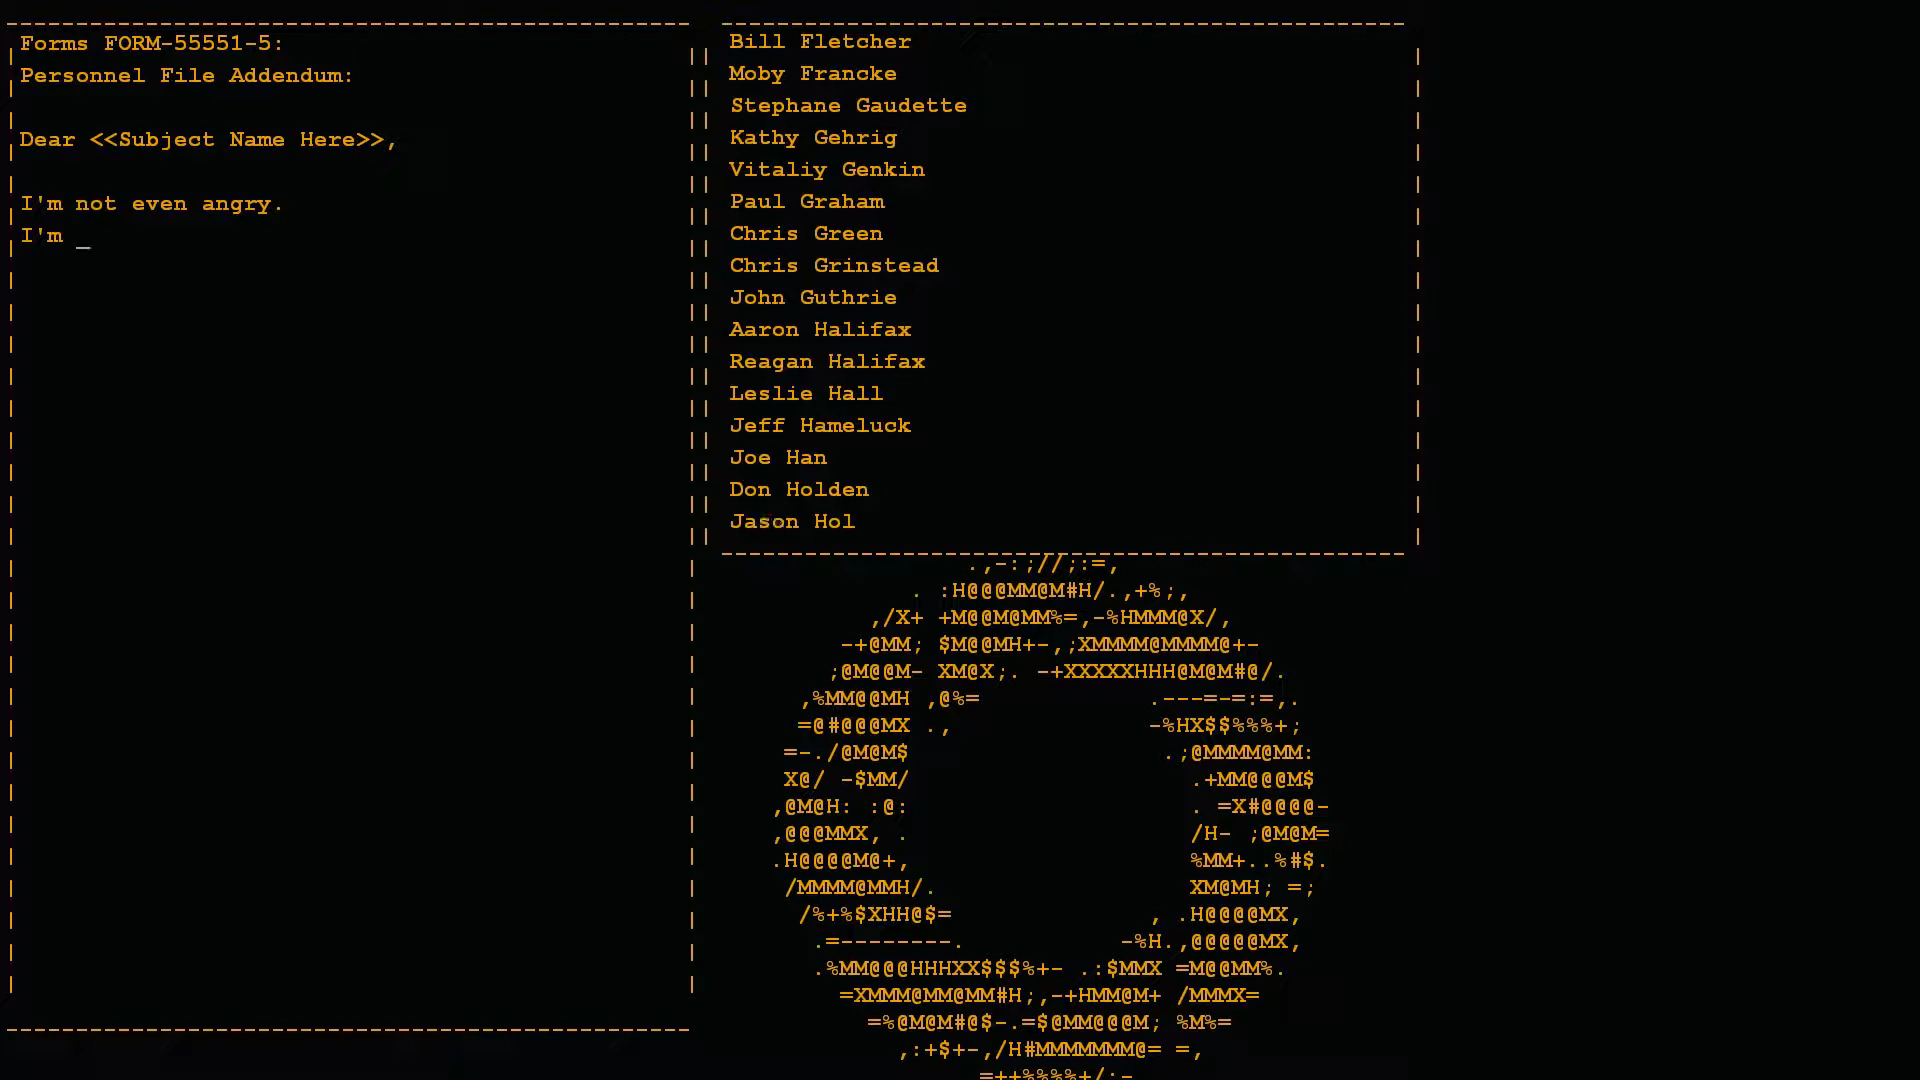 Forms FORM-55551-5:
Personnel File Addendum:
Dear <<Subject Name Here>>,
I'm not even angry.
I'm _
Bill Fletcher
Moby Francke
Stephane Gaudette
Kathy Gehrig
Vitaliy Genkin
Paul Graham
Chris Green
Chris Grinstead
John Guthrie
Aaron Halifax
Reagan Halifax
Leslie Hall
Jeff Hameluck
Joe Han
Don Holden
Jason Hol